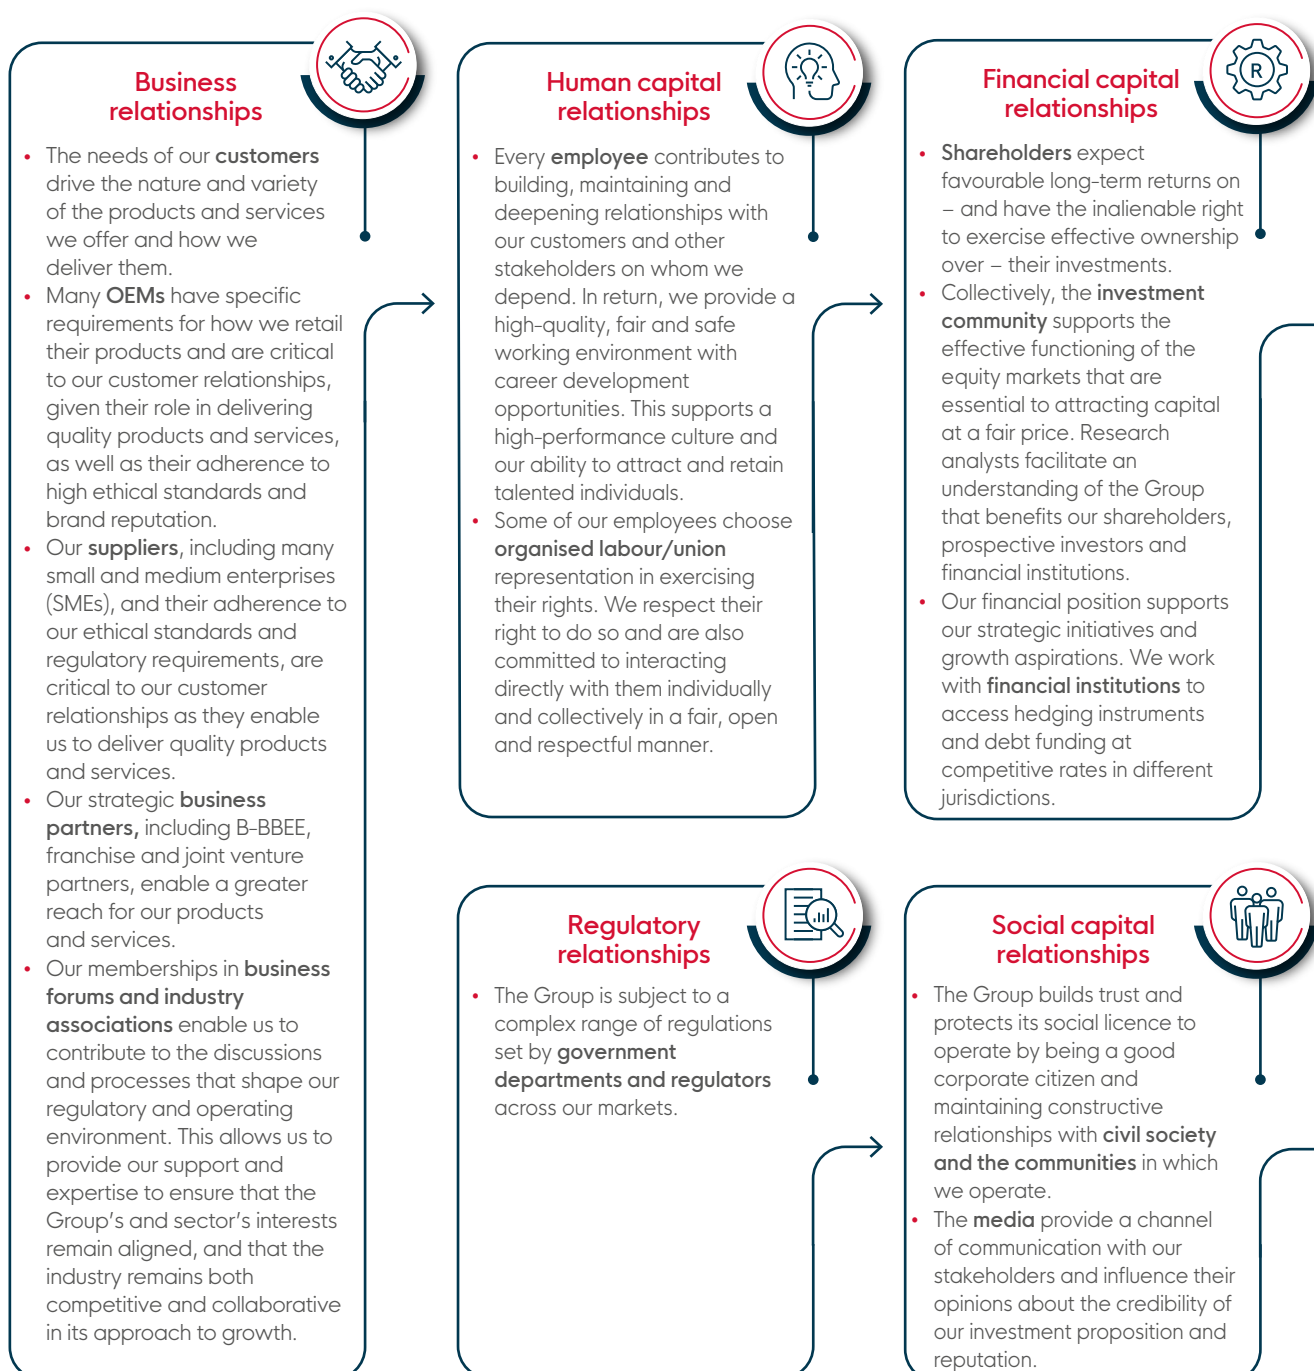 Business
relationships
• The needs of our customers
drive the nature and variety
of the products and services
we offer and how we
deliver them.
• Many OEMs have specific
requirements for how we retail
their products and are critical
to our customer relationships,
given their role in delivering
quality products and services,
as well as their adherence to
high ethical standards and
brand reputation.
• Our suppliers, including many
small and medium enterprises
(SMEs), and their adherence to
our ethical standards and
regulatory requirements, are
critical to our customer
relationships as they enable
us to deliver quality products
and services.
• Our strategic business
partners, including B-BBEE,
franchise and joint venture
partners, enable a greater
reach for our products
and services.
• Our memberships in business
forums and industry
associations enable us to
contribute to the discussions
and processes that shape our
regulatory and operating
environment. This allows us to
provide our support and
expertise to ensure that the
Group's and sector's interests
remain aligned, and that the
industry remains both
competitive and collaborative
in its approach to growth.
Human capital
relationships
• Every employee contributes to
building, maintaining and
deepening relationships with
our customers and other
stakeholders on whom we
depend. In return, we provide a
high-quality, fair and safe
working environment with
career development
opportunities. This supports a
high-performance culture and
our ability to attract and retain
talented individuals.
• Some of our employees choose
organised labour/union
representation in exercising
their rights. We respect their
right to do so and are also
committed to interacting
directly with them individually
and collectively in a fair, open
and respectful manner.
Financial capital
relationships
R
• Shareholders expect
favourable long-term returns on
– and have the inalienable right
to exercise effective ownership
over – their investments.
• Collectively, the investment
community supports the
effective functioning of the
equity markets that are
essential to attracting capital
at a fair price. Research
analysts facilitate an
understanding of the Group
that benefits our shareholders,
prospective investors and
financial institutions.
• Our financial position supports
our strategic initiatives and
growth aspirations. We work
with financial institutions to
access hedging instruments
and debt funding at
competitive rates in different
jurisdictions.
Regulatory
relationships
• The Group is subject to a
complex range of regulations
set by government
departments and regulators
across our markets.
Social capital
relationships
• The Group builds trust and
protects its social licence to
operate by being a good
corporate citizen and
maintaining constructive
relationships with civil society
and the communities in which
we operate.
• The media provide a channel
of communication with our
stakeholders and influence their
opinions about the credibility of
our investment proposition and
reputation.